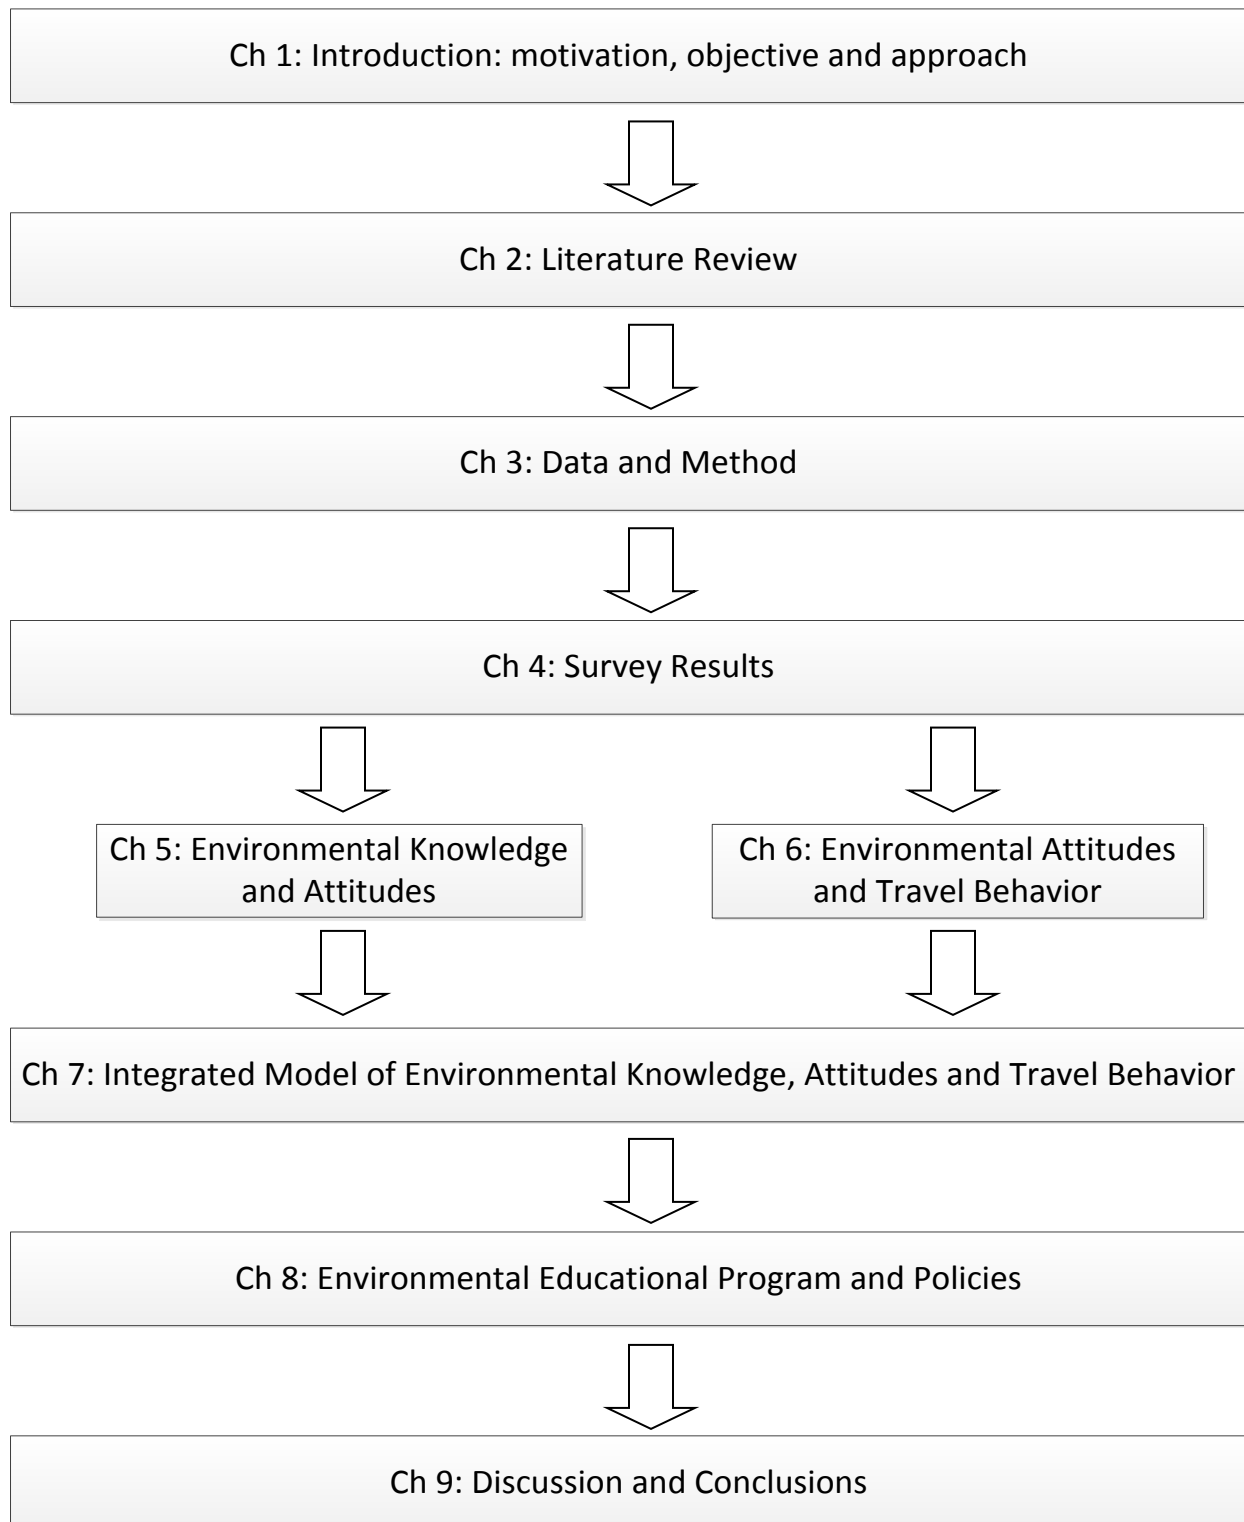 Ch 1: Introduction: motivation, objective and approach
Ch 2: Literature Review
Ch 3: Data and Method
Ch 4: Survey Results
Ch 5: Environmental Knowledge
and Attitudes
Ch 6: Environmental Attitudes
and Travel Behavior
Ch 7: Integrated Model of Environmental Knowledge, Attitudes and Travel Behavior
Ch 8: Environmental Educational Program and Policies
Ch 9: Discussion and Conclusions